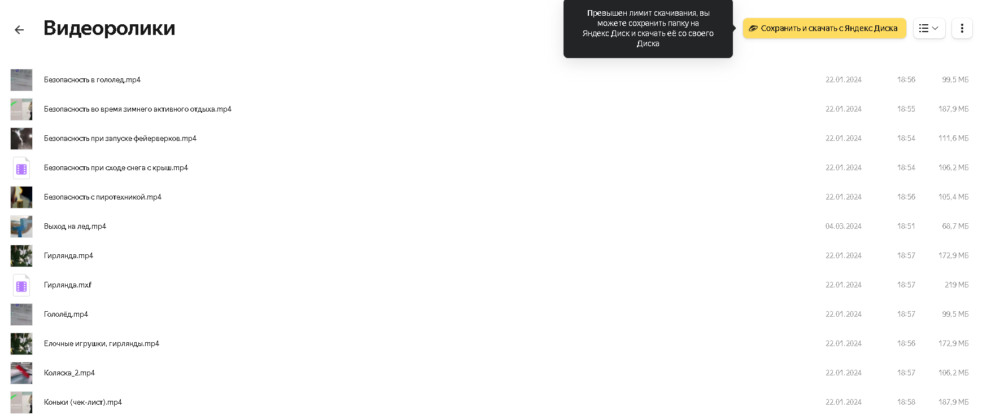 Видеоролики
Превышен лимит скачивания, вы
можете сохранить папку на
Яндекс Диск и скачать её со своего
Диска
Сохранить и скачать с Яндекс Диска
Безопасность в гололед.mp4 22.01.2024 18:56 99,5 МБ
Безопасность во время зимнего активного отдыха.mp4 22.01.2024 18:55 187,9 МБ
Безопасность при запуске фейерверков.mp4 22.01.2024 18:54 111,6 МБ
Безопасность при сходе снега с крыш.mp4 22.01.2024 18:54 106,2 МБ
Безопасность с пиротехникой.mp4 22.01.2024 18:56 105,4 МБ
Выход на лед.mp4 04.03.2024 18:51 68,7 МБ
Гирлянда.mp4 22.01.2024 18:57 172,9 МБ
Гирлянда.mxf 22.01.2024 18:57 219 МБ
Гололёд.mp4 22.01.2024 18:57 99,5 МБ
Елочные игрушки, гирлянды.mp4 22.01.2024 18:56 172,9 МБ
Коляска_2.mp4 22.01.2024 18:57 106,2 МБ
Коньки (чек-лист).mp4 22.01.2024 18:58 187,9 МБ